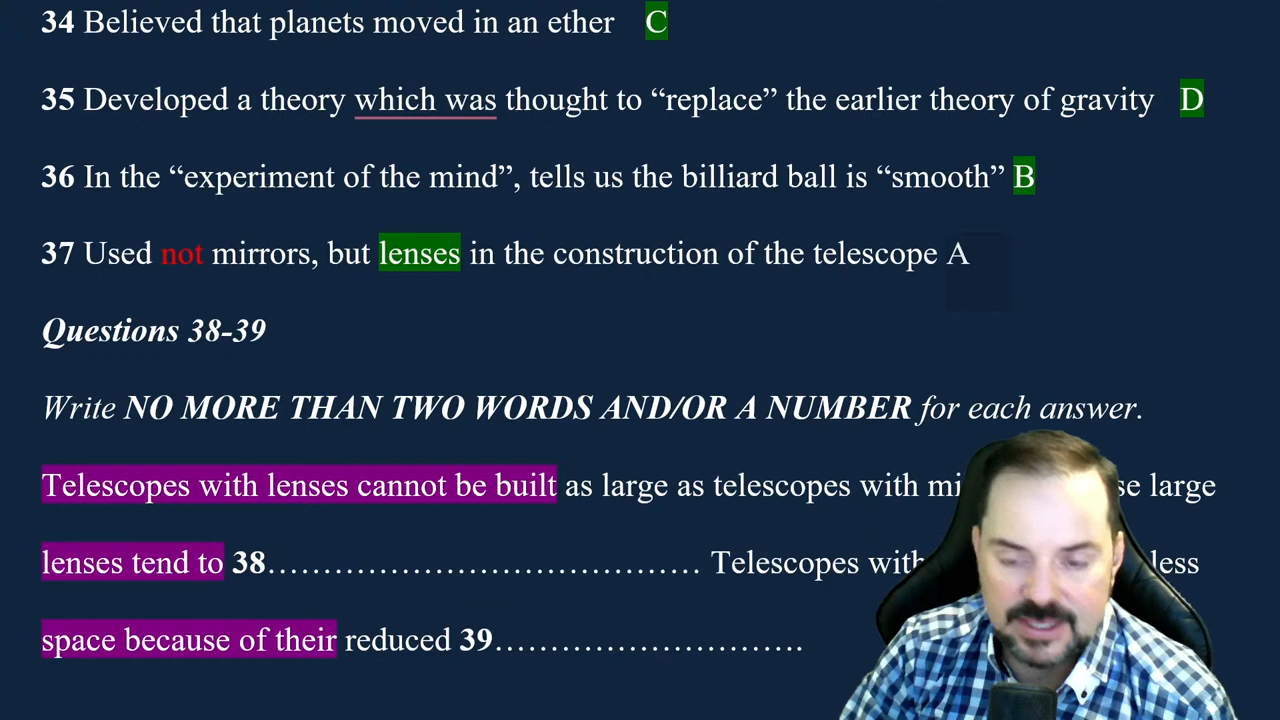 34 Believed that planets moved in an ether C
35 Developed a theory which was thought to “replace” the earlier theory of gravity D
36 In the “experiment of the mind”, tells us the billiard ball is “smooth” B
37 Used not mirrors, but lenses in the construction of the telescope A
Questions 38-39
Write NO MORE THAN TWO WORDS AND/OR A NUMBER for each answer.
Telescopes with lenses cannot be built as large as telescopes with large
lenses tend to 38…………………………………… Telescopes with less
space because of their reduced 39………………………….